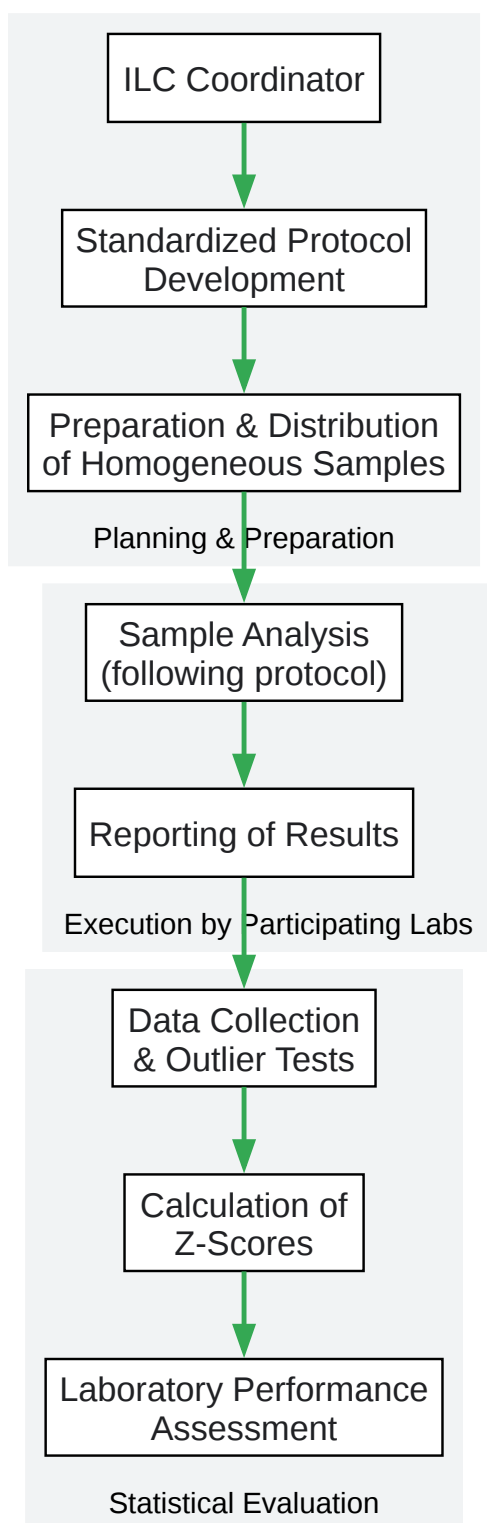 ILC Coordinator
Standardized Protocol
Development
Preparation & Distribution
of Homogeneous Samples
Planning & Preparation
Sample Analysis
(following protocol)
Reporting of Results
Execution by Participating Labs
Data Collection
& Outlier Tests
Calculation of
Z-Scores
Laboratory Performance
Assessment
Statistical Evaluation